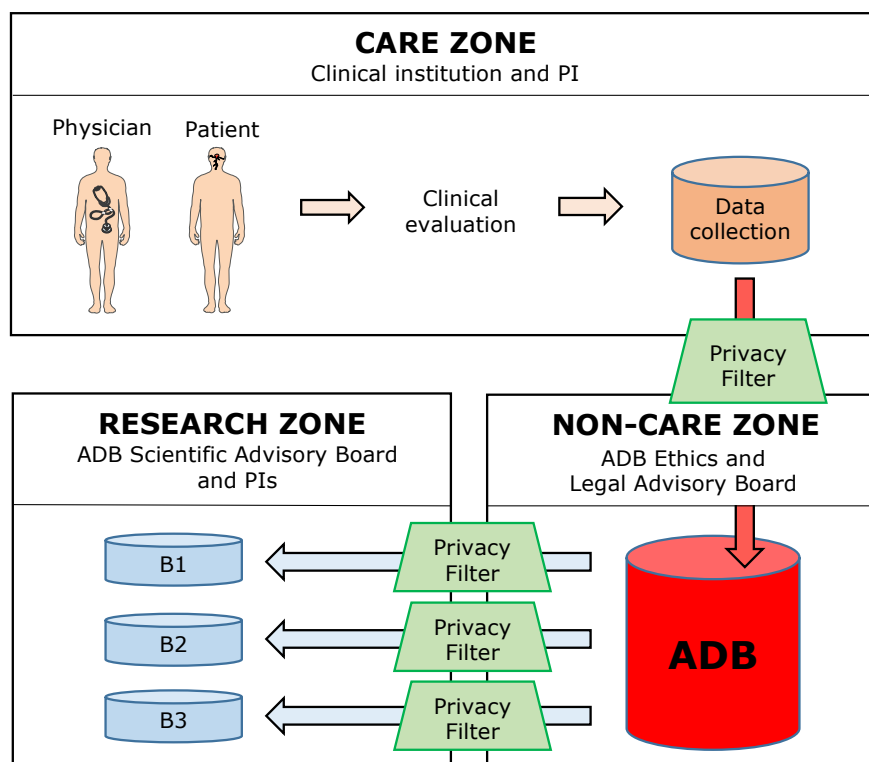 CARE ZONE
Clinical institution and PI
Physician
Patient
Clinical
evaluation
Data
collection
Privacy
Filter
RESEARCH ZONE
ADB Scientific Advisory Board
and PIs
NON-CARE ZONE
ADB Ethics and
Legal Advisory Board
B1
Privacy
Filter
B2
Privacy
Filter
B3
Privacy
Filter
ADB